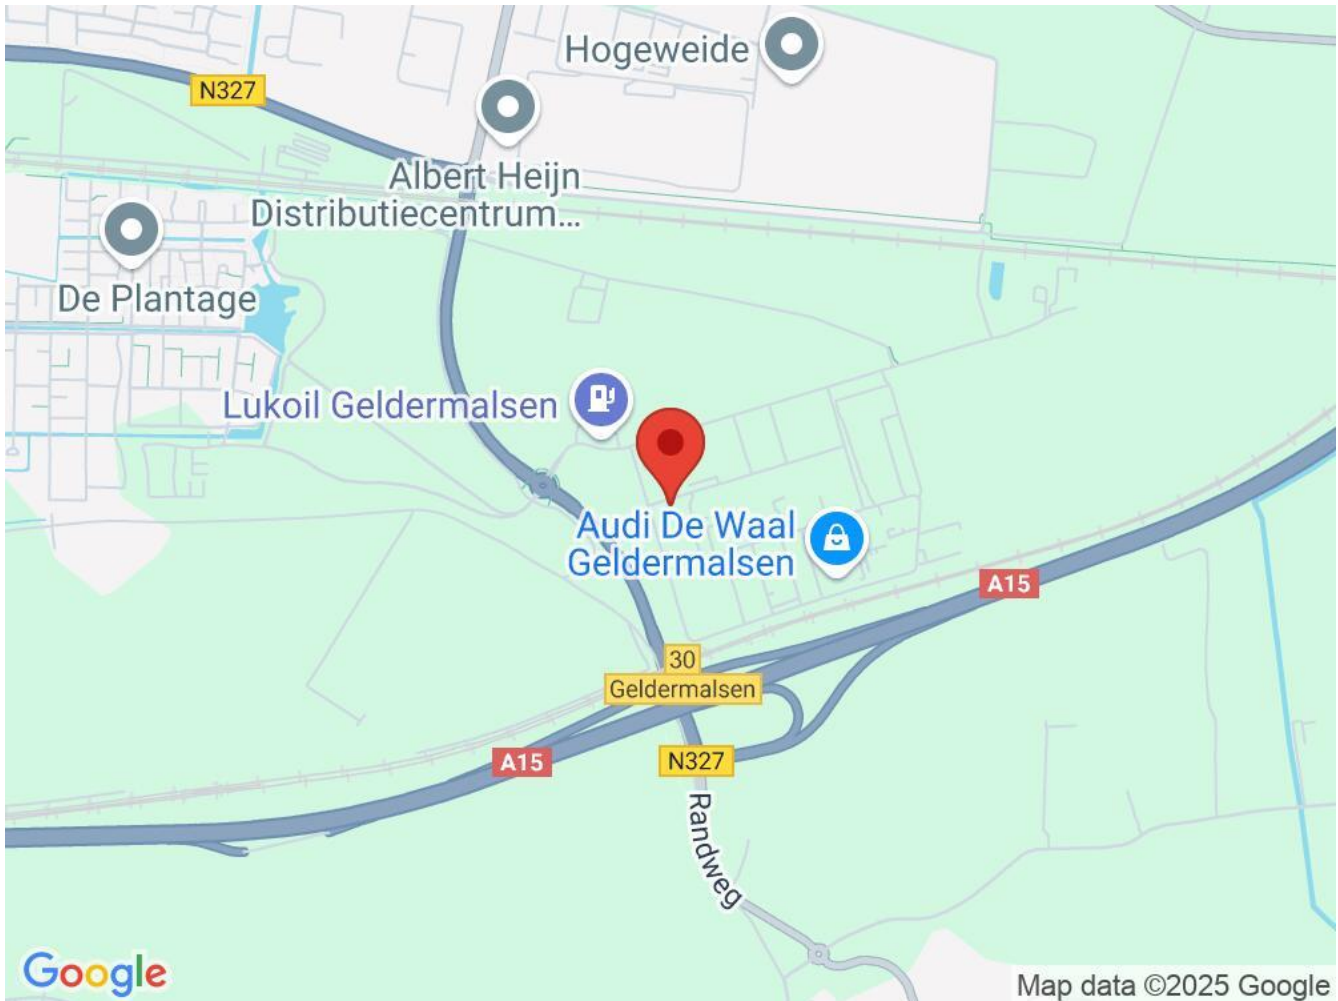 Hogeweide
N327
Albert Heijn
Distributiecentrum...
De Plantage
Lukoil Geldermalsen
Audi De Waal
Geldermalsen
A15
30
Geldermalsen
A15
N327
Randweg
Google
Map data ©2025 Google